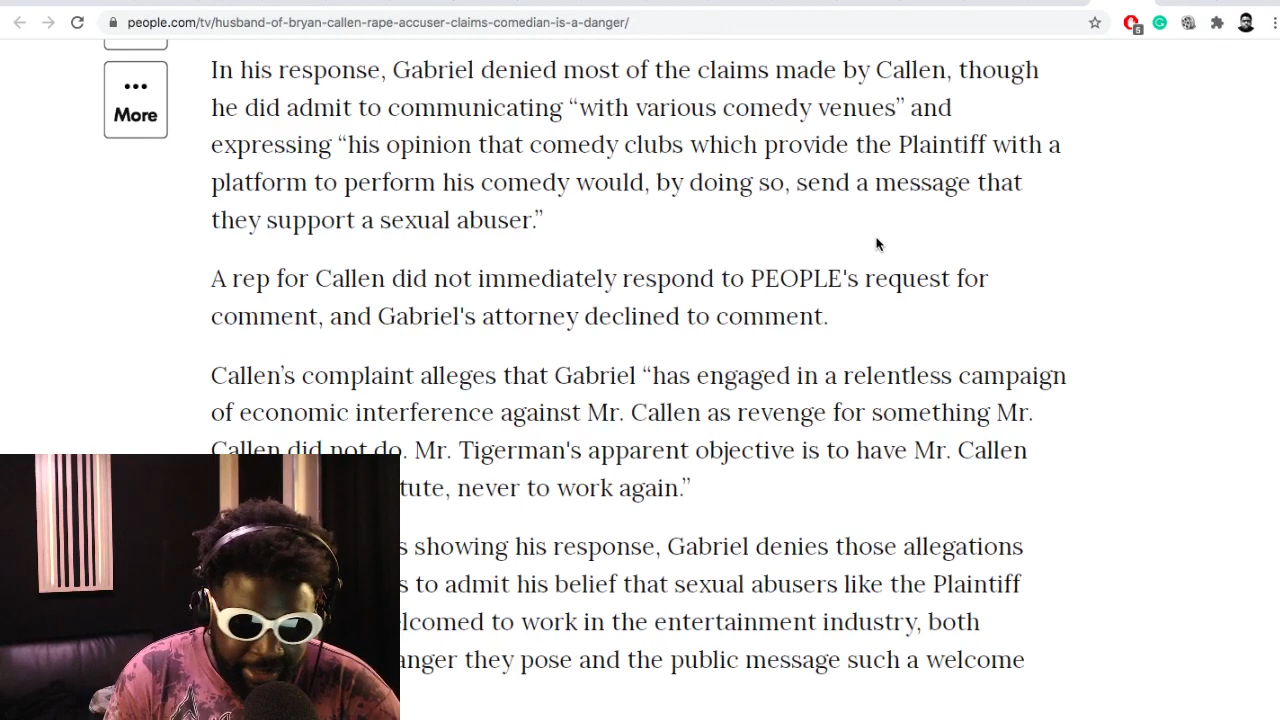 people.com/tv/husband-of-bryan-callen-rape-accuser-claims-comedian-is-a-danger/
5
In his response, Gabriel denied most of the claims made by Callen, though
he did admit to communicating “with various comedy venues” and
expressing “his opinion that comedy clubs which provide the Plaintiff with a
platform to perform his comedy would, by doing so, send a message that
they support a sexual abuser.”
More
A rep for Callen did not immediately respond to PEOPLE's request for
comment, and Gabriel's attorney declined to comment.
Callen’s complaint alleges that Gabriel “has engaged in a relentless campaign
of economic interference against Mr. Callen as revenge for something Mr.
Callen did not do. Mr. Tigerman's apparent objective is to have Mr. Callen
tute, never to work again.”
s showing his response, Gabriel denies those allegations
s to admit his belief that sexual abusers like the Plaintiff
lcomed to work in the entertainment industry, both
anger they pose and the public message such a welcome